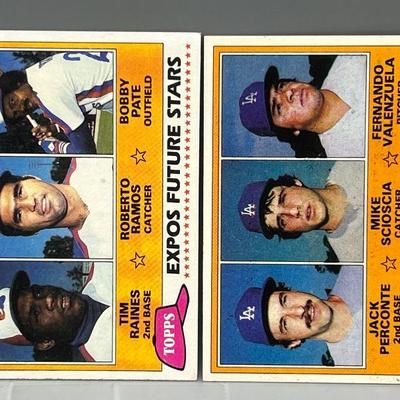 TIM
RAINES
2nd BASE
☆
ROBERTO
RAMOS
CATCHER
☆
BOBBY
PATE
OUTFIELD
TOPPS
EXPOS FUTURE STARS
JACK
PERCONTE
2nd BASE
☆
MIKE
SCIOSCIA
CATCHER
☆
FERNANDO
VALENZUELA
PITCHER
LA
LA
LA